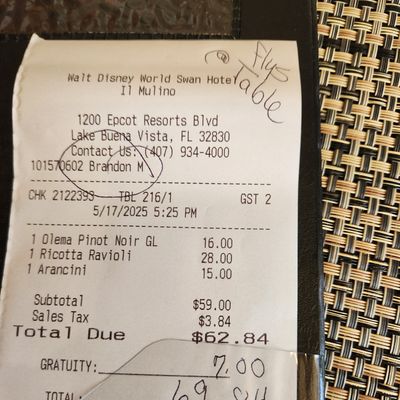 Flys
Table
Walt Disney World Swan Hotel
Il Mulino
1200 Epcot Resorts Blvd
Lake Buena Vista, FL 32830
Contact Us: (407) 934-4000
101570602 Brandon M
CHK 2122393 TBL 216/1 GST 2
5/17/2025 5:25 PM
1 Olema Pinot Noir GL 16.00
1 Ricotta Ravioli 28.00
1 Arancini 15.00
Subtotal $59.00
Sales Tax $3.84
Total Due $62.84
GRATUITY: 7.00
TOTAL: 69 84